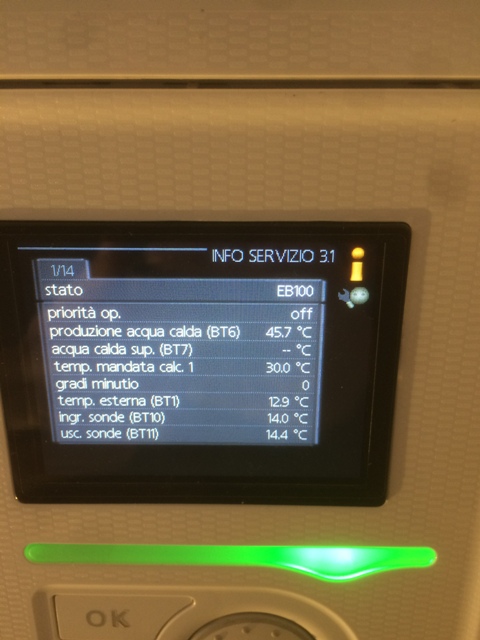 INFO SERVIZIO 3.1
1/14
stato EB100
priorità op. off
produzione acqua calda (BT6) 45.7 °C
acqua calda sup. (BT7) -- °C
temp. mandata calc. 1 30.0 °C
gradi minutio 0
temp. esterna (BT1) 12.9 °C
ingr. sonde (BT10) 14.0 °C
usc. sonde (BT11) 14.4 °C
OK